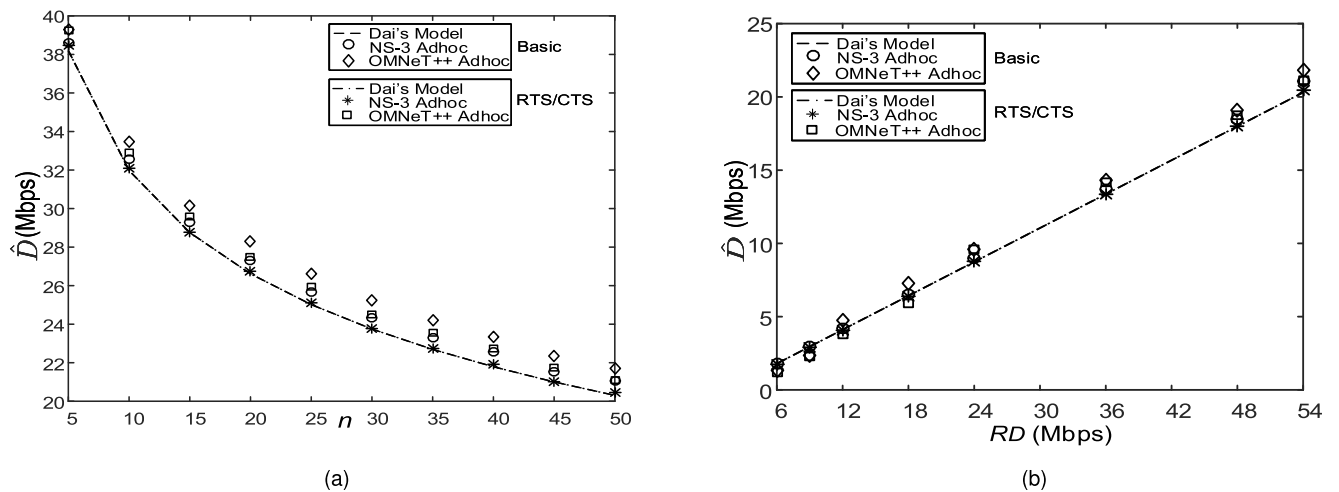 40
38
36
34
32
30
28
26
24
22
20
D̂ (Mbps)
5
10
15
20
25
30
35
40
45
50
n
Dai's Model
NS-3 Adhoc
OMNeT++ Adhoc
Basic
Dai's Model
NS-3 Adhoc
OMNeT++ Adhoc
RTS/CTS
(a)
25
20
15
10
5
0
D̂ (Mbps)
6
12
18
24
30
36
42
48
54
RD (Mbps)
Dai's Model
NS-3 Adhoc
OMNeT++ Adhoc
Basic
Dai's Model
NS-3 Adhoc
OMNeT++ Adhoc
RTS/CTS
(b)